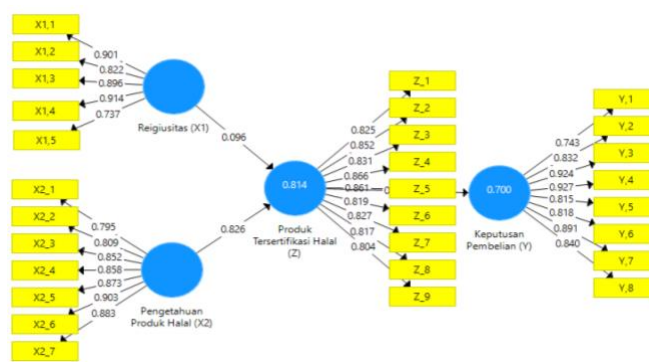 X1,1
X1,2
X1,3
X1,4
X1,5
0.901
0.822
0.896
0.914
0.737
Reigiusitas (X1)
0.096
X2_1
X2_2
X2_3
X2_4
X2_5
X2_6
X2_7
0.795
0.809
0.852
0.858
0.873
0.903
0.883
Pengetahuan
Produk Halal (X2)
0.826
0.814
Produk
Tersertifikasi Halal
(Z)
0.825
0.852
0.831
0.866
0.861
0.819
0.827
0.817
0.804
Z_1
Z_2
Z_3
Z_4
Z_5
Z_6
Z_7
Z_8
Z_9
0.700
Keputusan
Pembelian (Y)
0.743
0.832
0.924
0.927
0.815
0.818
0.891
0.840
Y,1
Y,2
Y,3
Y,4
Y,5
Y,6
Y,7
Y,8